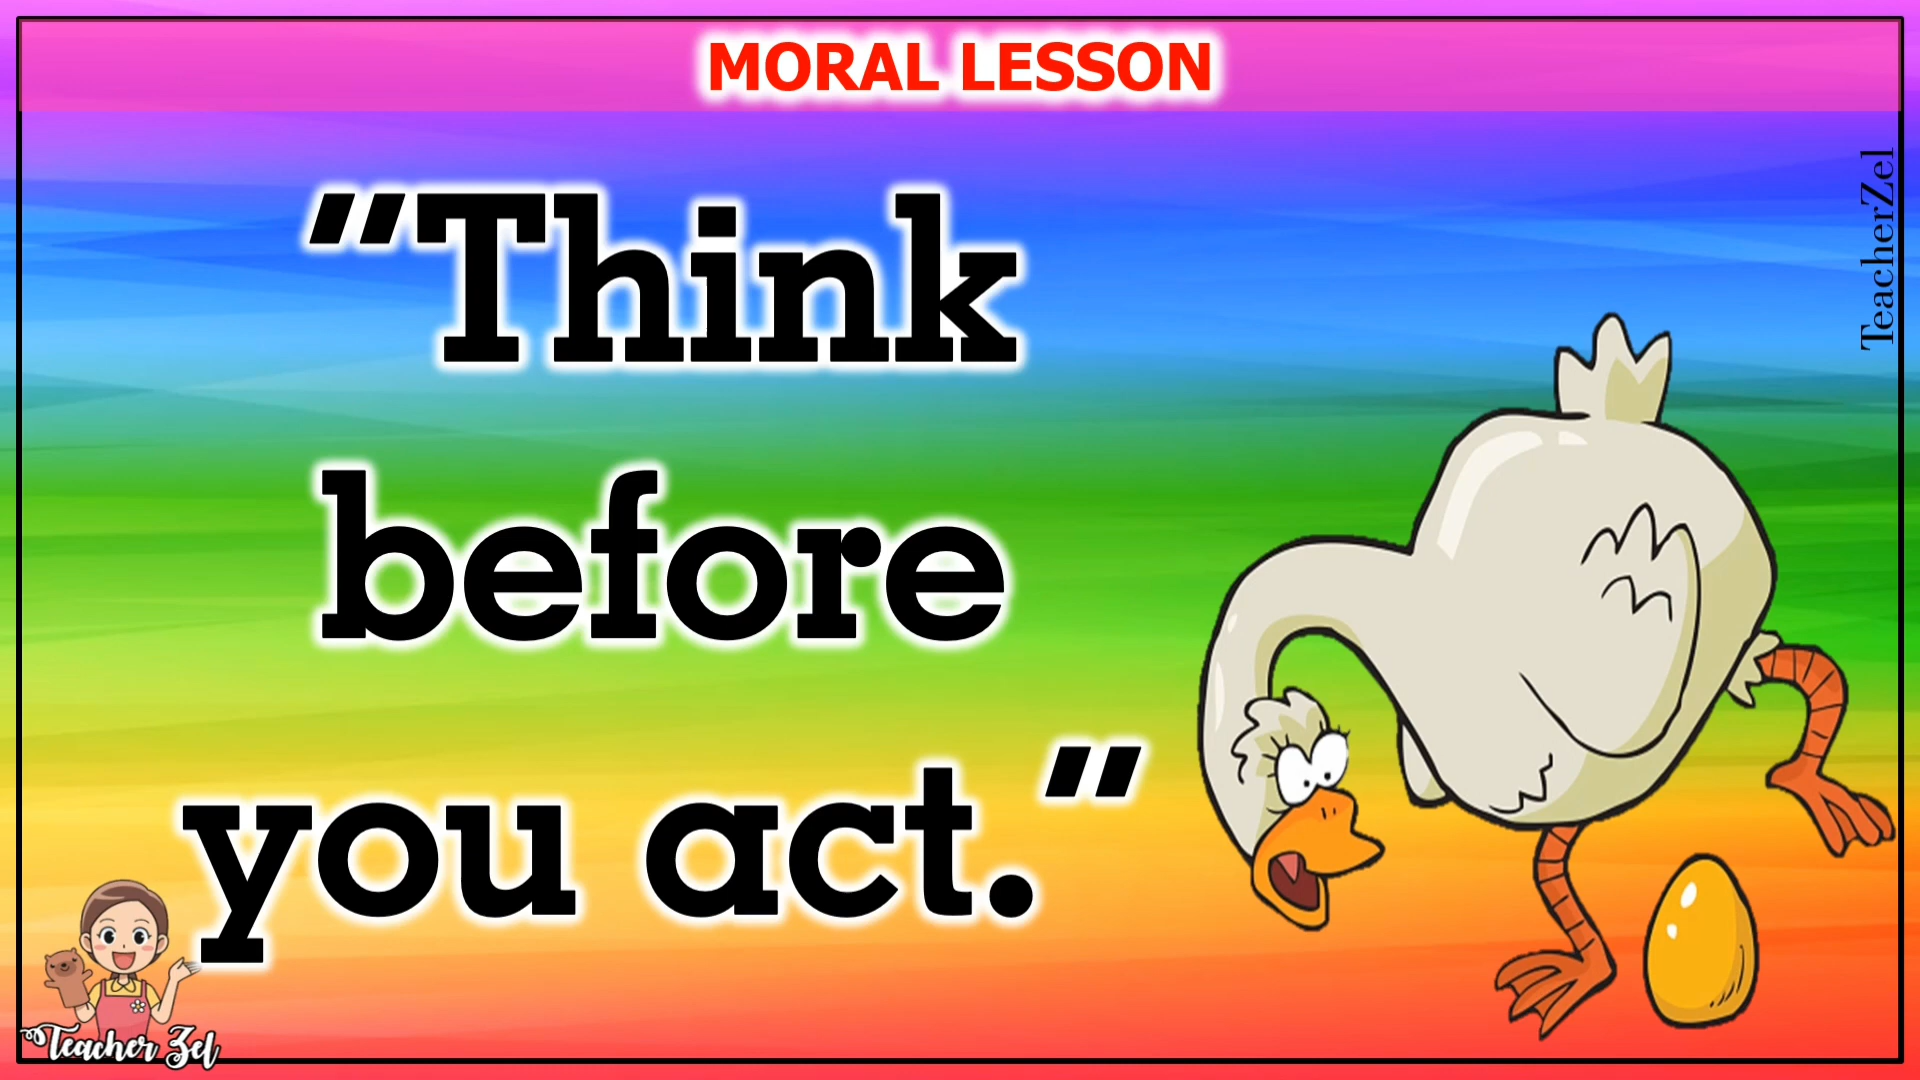 MORAL LESSON
"Think
before
you act."
TeacherZel
Teacher Zel